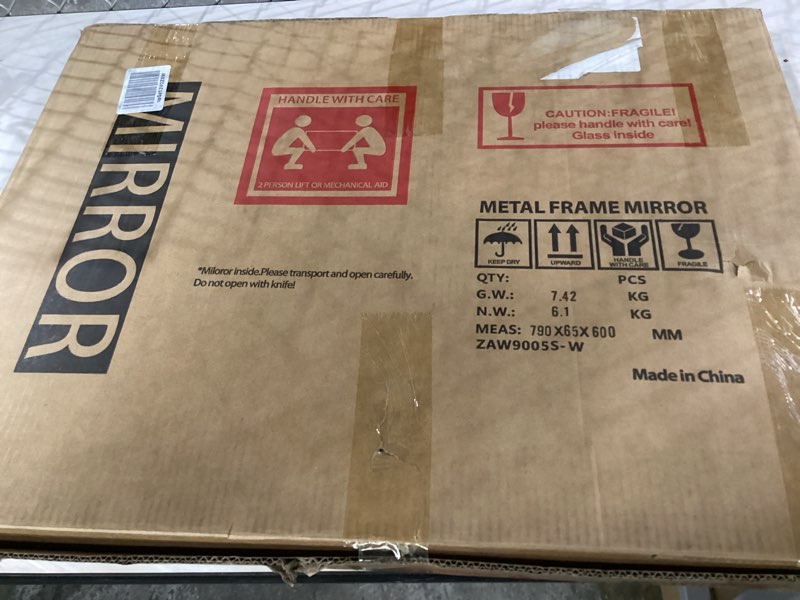 MIRROR
HANDLE WITH CARE
2 PERSON LIFT OR MECHANICAL AID
CAUTION:FRAGILE!
please handle with care!
Glass inside
*Miloror Inside.Please transport and open carefully.
Do not open with knife!
METAL FRAME MIRROR
KEEP DRY
UPWARD
HANDLE
WITH CARE
FRAGILE
QTY: PCS
G.W.: 7.42 KG
N.W.: 6.1 KG
MEAS: 790X65X600 MM
ZAW9005S-W
Made in China